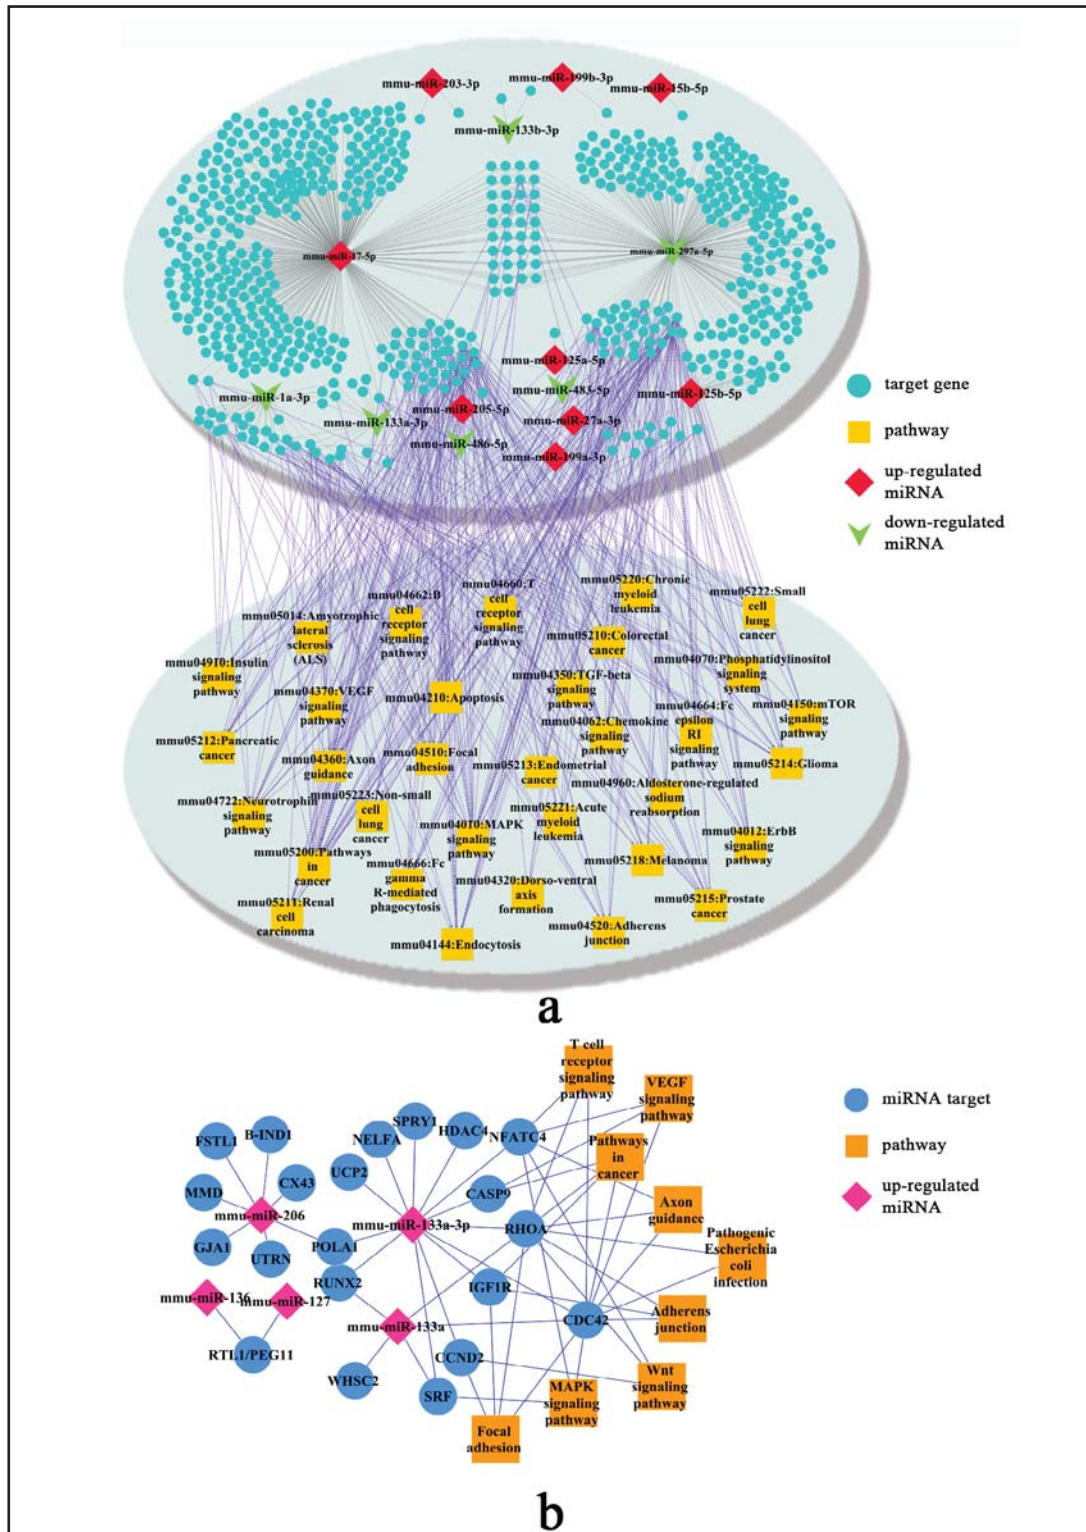 mmu-miR-203-3p
mmu-miR-199b-3p
mmu-miR-15b-5p
mmu-miR-133b-3p
mmu-miR-17-5p
mmu-miR-297a-5p
mmu-miR-125a-5p
mmu-miR-1a-3p
mmu-miR-483-5p
mmu-miR-125b-5p
mmu-miR-205-5p
mmu-miR-133a-3p
mmu-miR-27a-3p
mmu-miR-486-5p
mmu-miR-199a-3p
target gene
pathway
up-regulated
miRNA
down-regulated
miRNA
mmu04660:T
cell
receptor
signaling
pathway
mmu05220:Chronic
myeloid
leukemia
mmu05222:Small
cell
lung
cancer
mmu04662:B
cell
receptor
signaling
pathway
mmu05014:Amyotrophic
lateral
sclerosis
(ALS)
mmu05210:Colorectal
cancer
mmu04910:Insulin
signaling
pathway
mmu04070:Phosphatidylinositol
signaling
system
mmu04350:TGF-beta
signaling
pathway
mmu04370:VEGF
signaling
pathway
mmu04210:Apoptosis
mmu04664:Fc
epsilon
RI
signaling
pathway
mmu04150:mTOR
signaling
pathway
mmu04062:Chemokine
signaling
pathway
mmu05212:Pancreatic
cancer
mmu04360:Axon
guidance
mmu04510:Focal
adhesion
mmu05213:Endometrial
cancer
mmu05214:Glioma
mmu04960:Aldosterone-regulated
sodium
reabsorption
mmu05223:Non-small
cell
lung
cancer
mmu04722:Neurotrophin
signaling
pathway
mmu05221:Acute
myeloid
leukemia
mmu04010:MAPK
signaling
pathway
mmu04012:ErbB
signaling
pathway
mmu05200:Pathways
in
cancer
mmu05218:Melanoma
mmu04666:Fc
gamma
R-mediated
phagocytosis
mmu04320:Dorso-ventral
axis
formation
mmu05211:Renal
cell
carcinoma
mmu05215:Prostate
cancer
mmu04520:Adherens
junction
mmu04144:Endocytosis
a
T cell
receptor
signaling
pathway
VEGF
signaling
pathway
miRNA target
pathway
up-regulated
miRNA
FSTL1
B-IND1
NELFA
SPRY1
HDAC4
NFATC4
Pathways
in
cancer
MMD
CX43
UCP2
CASP9
Axon
guidance
mmu-miR-206
mmu-miR-133a-3p
RHOA
Pathogenic
Escherichia
coli
infection
GJA1
UTRN
POLA1
RUNX2
IGF1R
mmu-miR-136
mmu-miR-127
mmu-miR-133a
CDC42
Adherens
junction
RTL1/PEG11
WHSC2
CCND2
SRF
MAPK
signaling
pathway
Wnt
signaling
pathway
Focal
adhesion
b